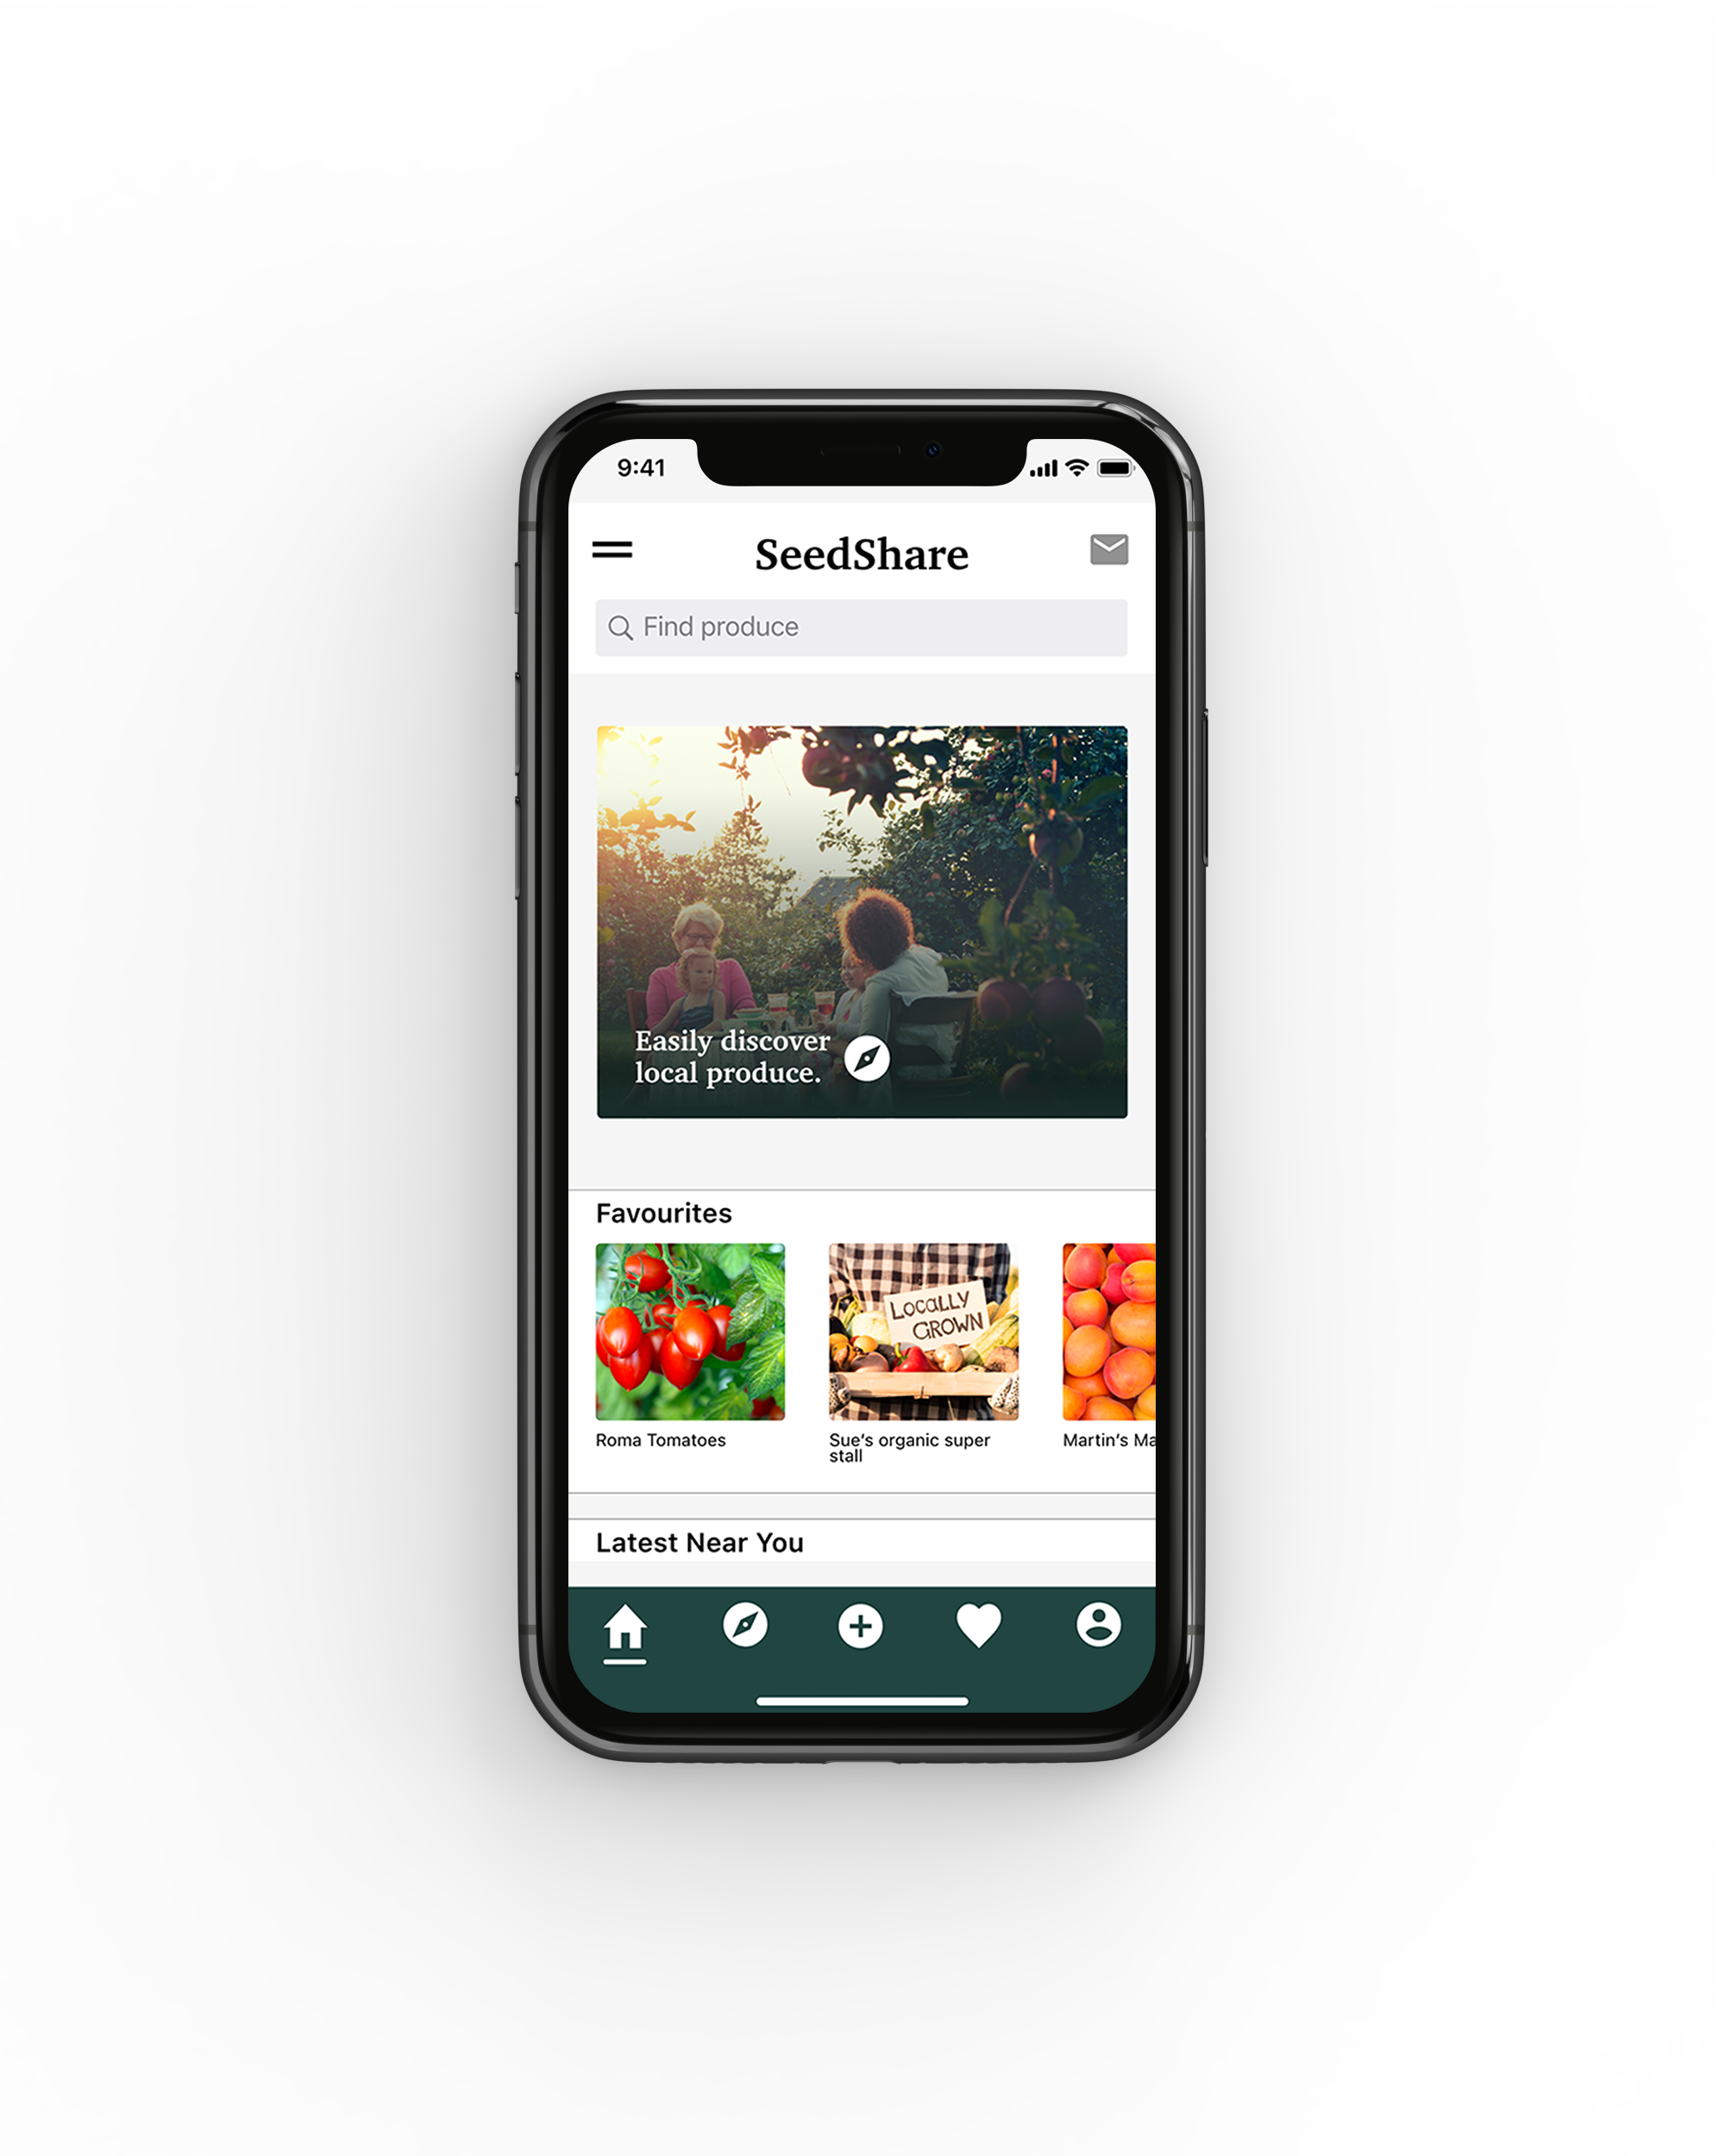 9:41
SeedShare
Find produce
Easily discover
local produce.
Favourites
LOCALLY
GROWN
Roma Tomatoes
Sue's organic super
stall
Martin's Ma
Latest Near You